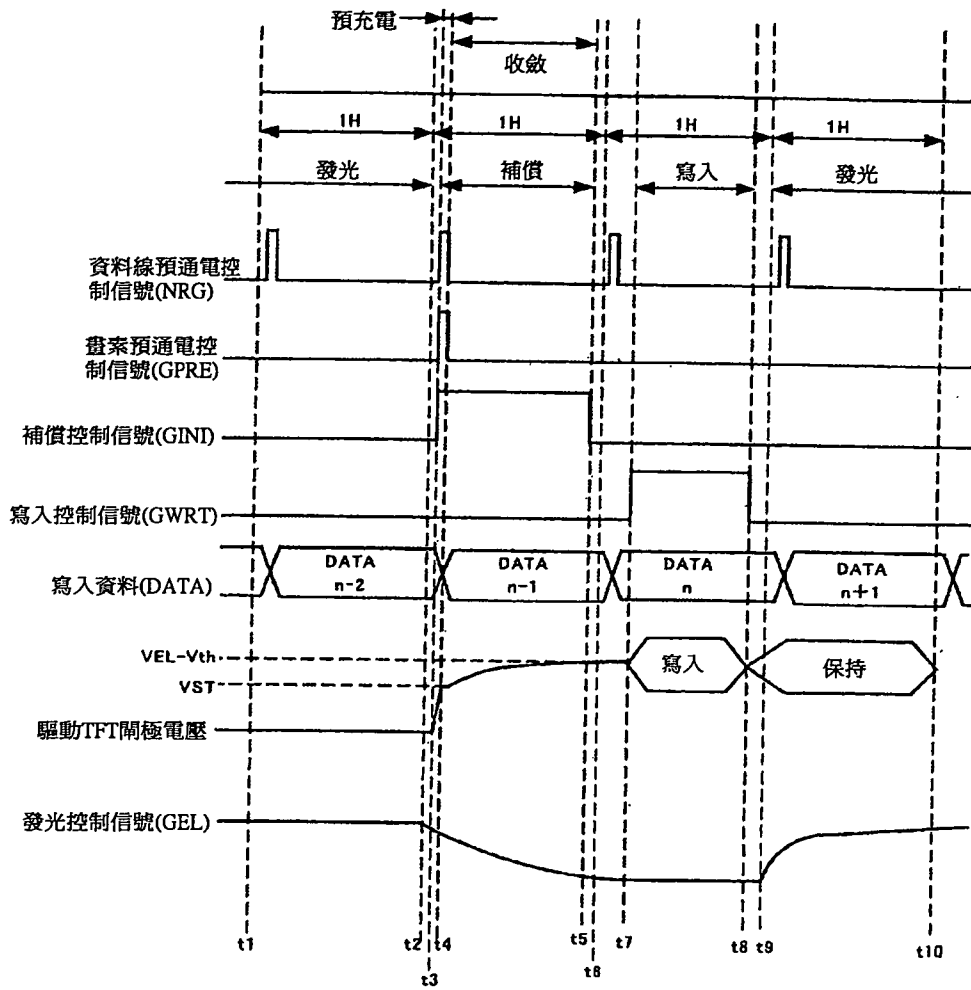 預充電
收斂
1H 1H 1H 1H
發光 補償 寫入 發光
資料線預通電控
制信號(NRG)
畫素預通電控
制信號(GPRE)
補償控制信號(GINI)
寫入控制信號(GWRT)
寫入資料(DATA)
DATA
n-2
DATA
n-1
DATA
n
DATA
n+1
VEL-Vth
VST
寫入
保持
驅動TFT閘極電壓
發光控制信號(GEL)
t1 t2 t3 t4 t5 t6 t7 t8 t9 t10